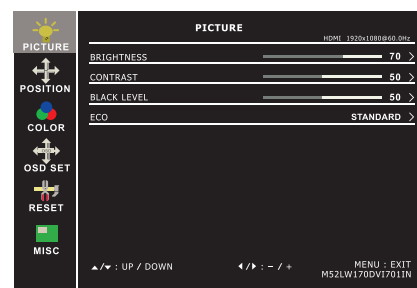 PICTURE
HDMI 1920x1080@60.0Hz
PICTURE
POSITION
COLOR
OSD SET
RESET
MISC
BRIGHTNESS 70 >
CONTRAST 50 >
BLACK LEVEL 50 >
ECO STANDARD >
▲/▼ : UP / DOWN ◀/▶ : - / + MENU : EXIT
M52LW170DVI701IN